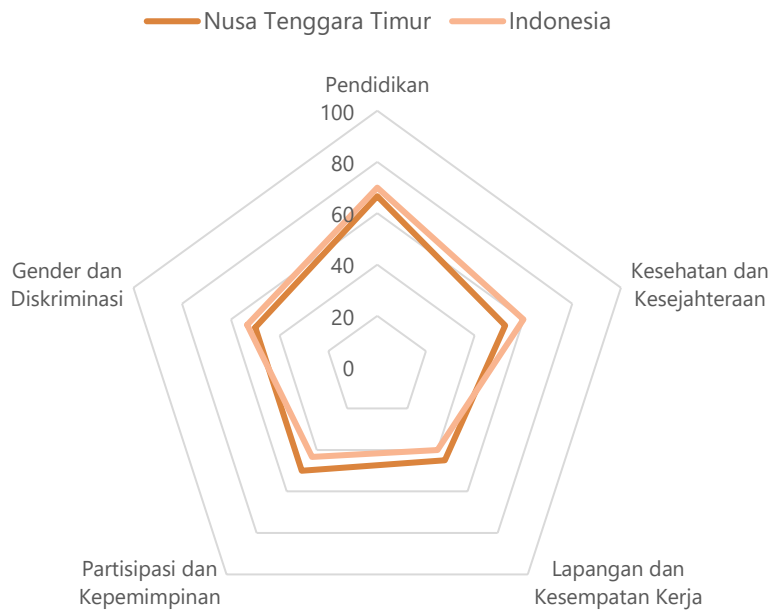 Nusa Tenggara Timur
Indonesia
Pendidikan
100
80
60
40
20
0
Gender dan
Diskriminasi
Kesehatan dan
Kesejahteraan
Partisipasi dan
Kepemimpinan
Lapangan dan
Kesempatan Kerja